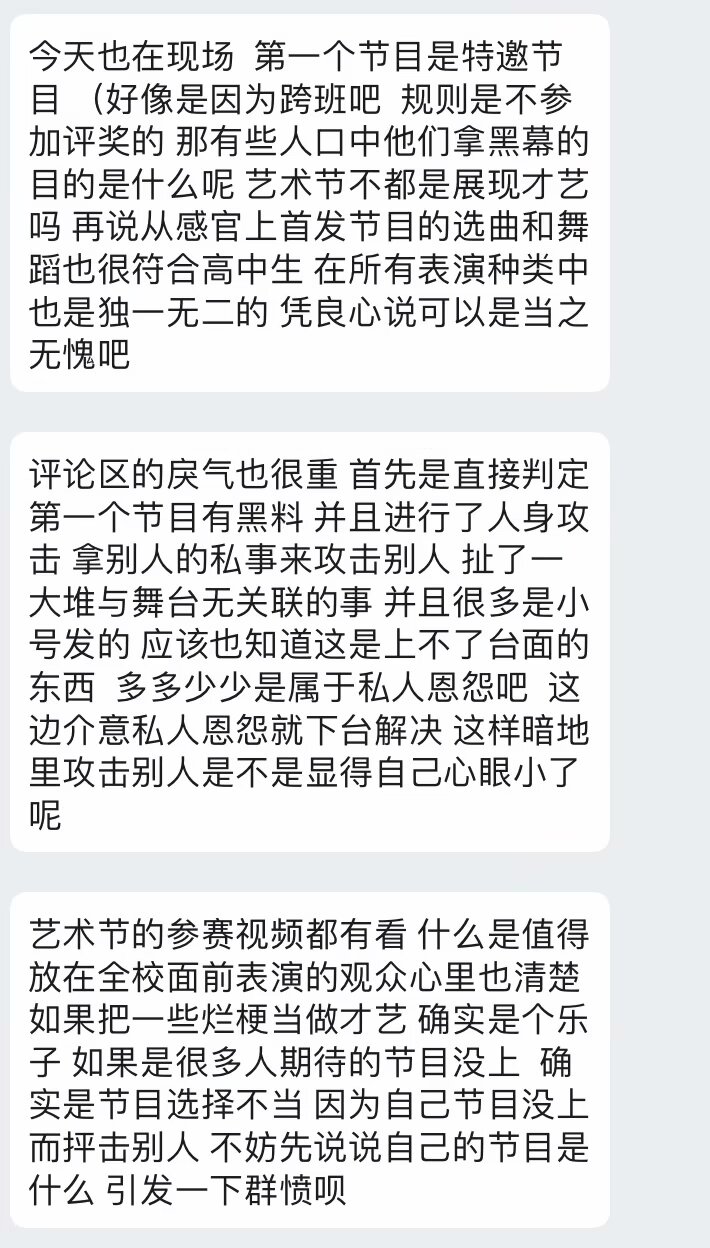 今天也在现场  第一个节目是特邀节
目 （好像是因为跨班吧  规则是不参
加评奖的 那有些人口中他们拿黑幕的
目的是什么呢 艺术节不都是展现才艺
吗 再说从感官上首发节目的选曲和舞
蹈也很符合高中生 在所有表演种类中
也是独一无二的 凭良心说可以是当之
无愧吧
评论区的戾气也很重 首先是直接判定
第一个节目有黑料 并且进行了人身攻
击 拿别人的私事来攻击别人 扯了一
大堆与舞台无关联的事 并且很多是小
号发的 应该也知道这是上不了台面的
东西  多多少少是属于私人恩怨吧  这
边介意私人恩怨就下台解决 这样暗地
里攻击别人是不是显得自己心眼小了
呢
艺术节的参赛视频都有看 什么是值得
放在全校面前表演的观众心里也清楚
如果把一些烂梗当做才艺 确实是个乐
子 如果是很多人期待的节目没上  确
实是节目选择不当 因为自己节目没上
而抨击别人 不妨先说说自己的节目是
什么 引发一下群愤呗